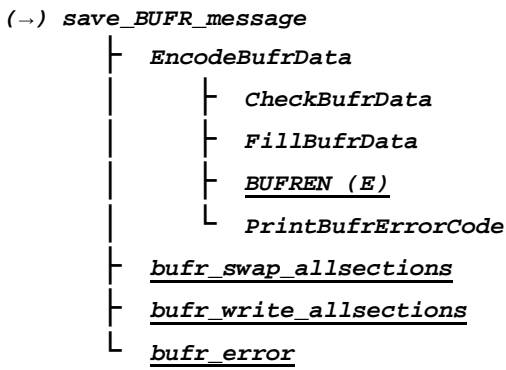 (→) save_BUFR_message
EncodeBufrData
CheckBufrData
FillBufrData
BUFREN (E)
PrintBufrErrorCode
bufr_swap_allsections
bufr_write_allsections
bufr_error